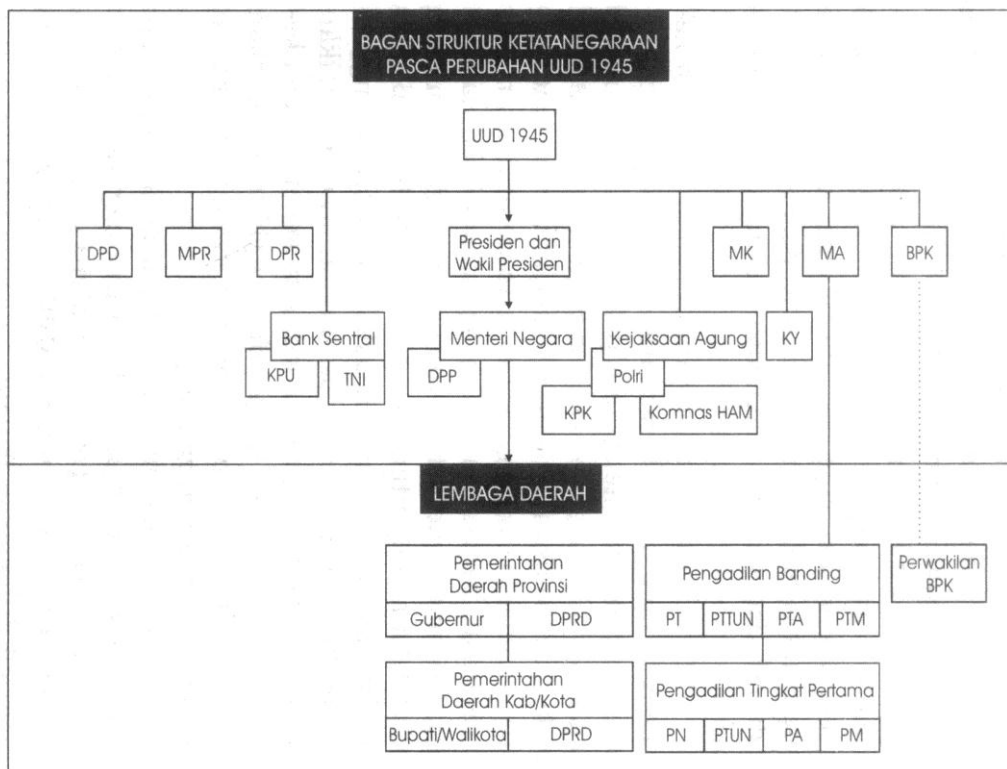 BAGAN STRUKTUR KETATANEGARAAN
PASCA PERUBAHAN UUD 1945
UUD 1945
DPD
MPR
DPR
Presiden dan
Wakil Presiden
MK
MA
BPK
Bank Sentral
KPU
TNI
Menteri Negara
DPP
Kejaksaan Agung
Polri
KPK
Komnas HAM
KY
LEMBAGA DAERAH
Pemerintahan
Daerah Provinsi
Gubernur
DPRD
Pengadilan Banding
PT
PTTUN
PTA
PTM
Perwakilan
BPK
Pemerintahan
Daerah Kab/Kota
Bupati/Walikota
DPRD
Pengadilan Tingkat Pertama
PN
PTUN
PA
PM